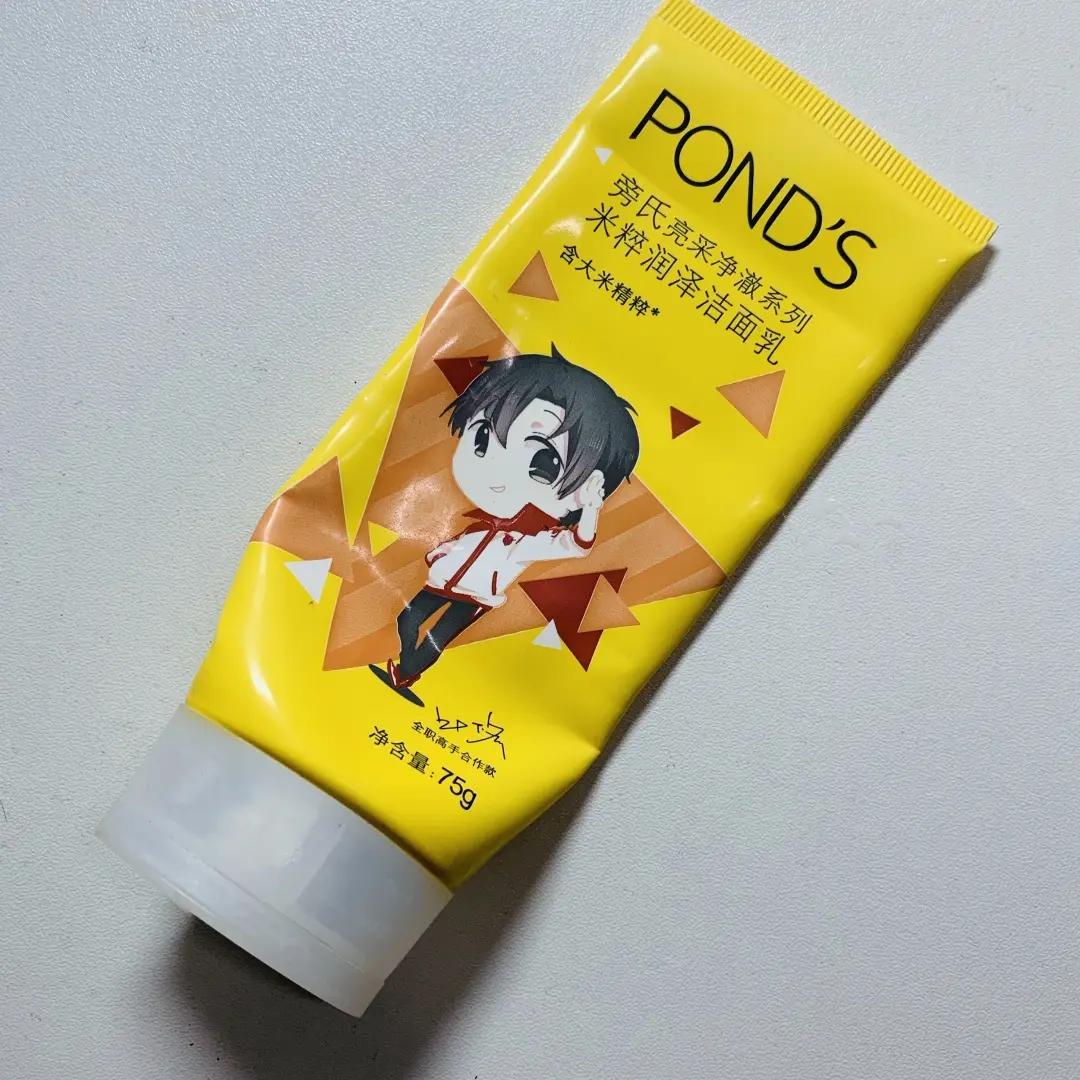 POND'S
旁氏亮采净澈系列
米粹润泽洁面乳
含大米精粹*
全职高手合作款
净含量:75g